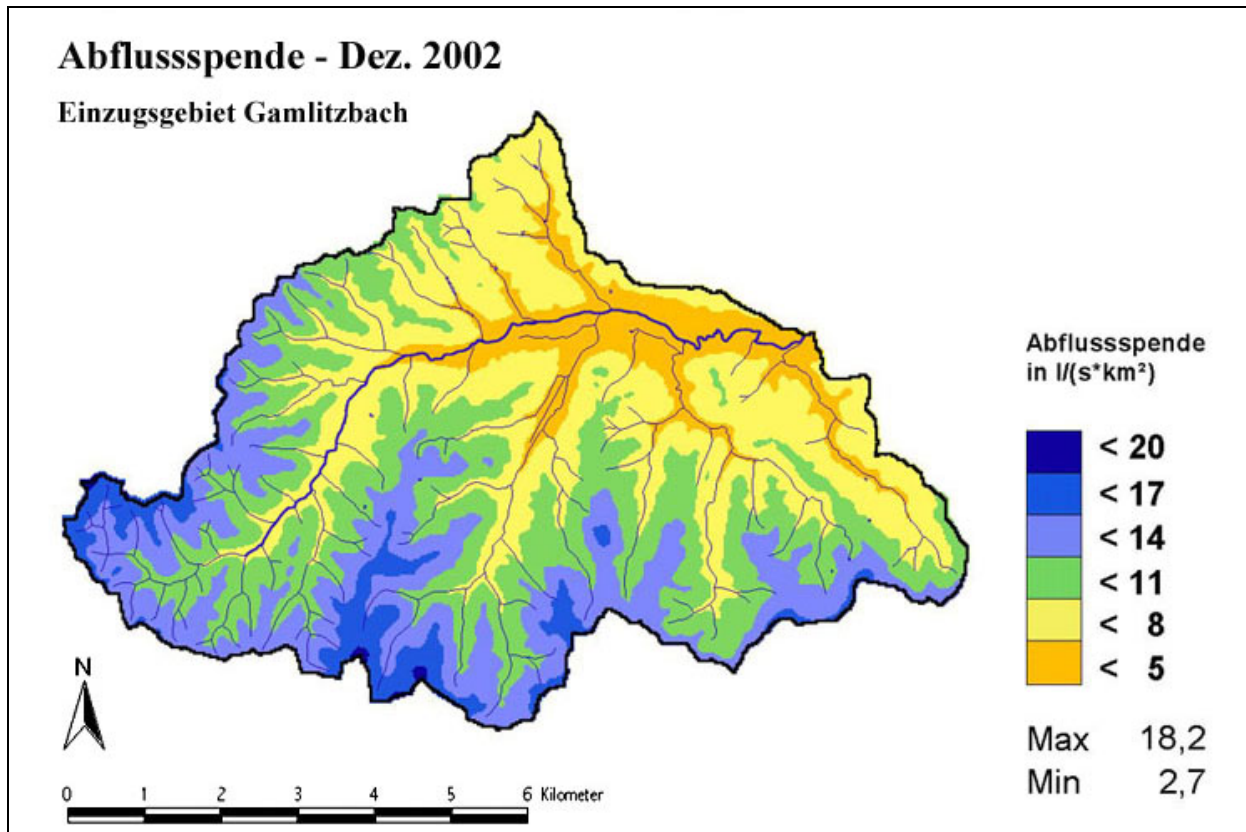 Abflussspende - Dez. 2002
Einzugsgebiet Gamlitzbach
Abflussspende
in l/(s*km²)
< 20
< 17
< 14
< 11
< 8
< 5
Max 18,2
Min 2,7
N
0 1 2 3 4 5 6 Kilometer